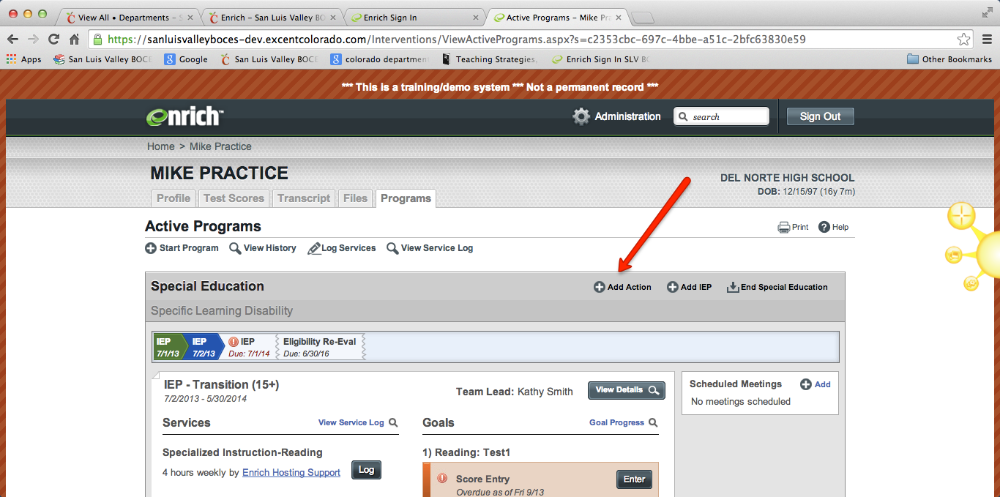 View All • Departments – S
Enrich – San Luis Valley BO
Enrich Sign In
Active Programs – Mike Pra
https://sanluisvalleyboces-dev.excentcolorado.com/Interventions/ViewActivePrograms.aspx?s=c2353cbc-697c-4bbe-a51c-2bfc63830e59
Apps
San Luis Valley BOCE
Google
San Luis Valley BOCE
colorado department
Teaching Strategies,
Enrich Sign In SLV BO
Other Bookmarks
*** This is a training/demo system *** Not a permanent record ***
enrich™
Administration
search
Sign Out
Home > Mike Practice
MIKE PRACTICE
DEL NORTE HIGH SCHOOL
DOB: 12/15/97 (16y 7m)
Profile
Test Scores
Transcript
Files
Programs
Active Programs
Print
Help
Start Program
View History
Log Services
View Service Log
Special Education
Add Action
Add IEP
End Special Education
Specific Learning Disability
IEP
7/1/13
IEP
7/2/13
IEP
Due: 7/1/14
Eligibility Re-Eval
Due: 6/30/16
IEP - Transition (15+)
7/2/2013 - 5/30/2014
Team Lead: Kathy Smith
View Details
Scheduled Meetings
Add
No meetings scheduled
Services
View Service Log
Goals
Goal Progress
Specialized Instruction-Reading
4 hours weekly by Enrich Hosting Support
Log
1) Reading: Test1
Score Entry
Overdue as of Fri 9/13
Enter